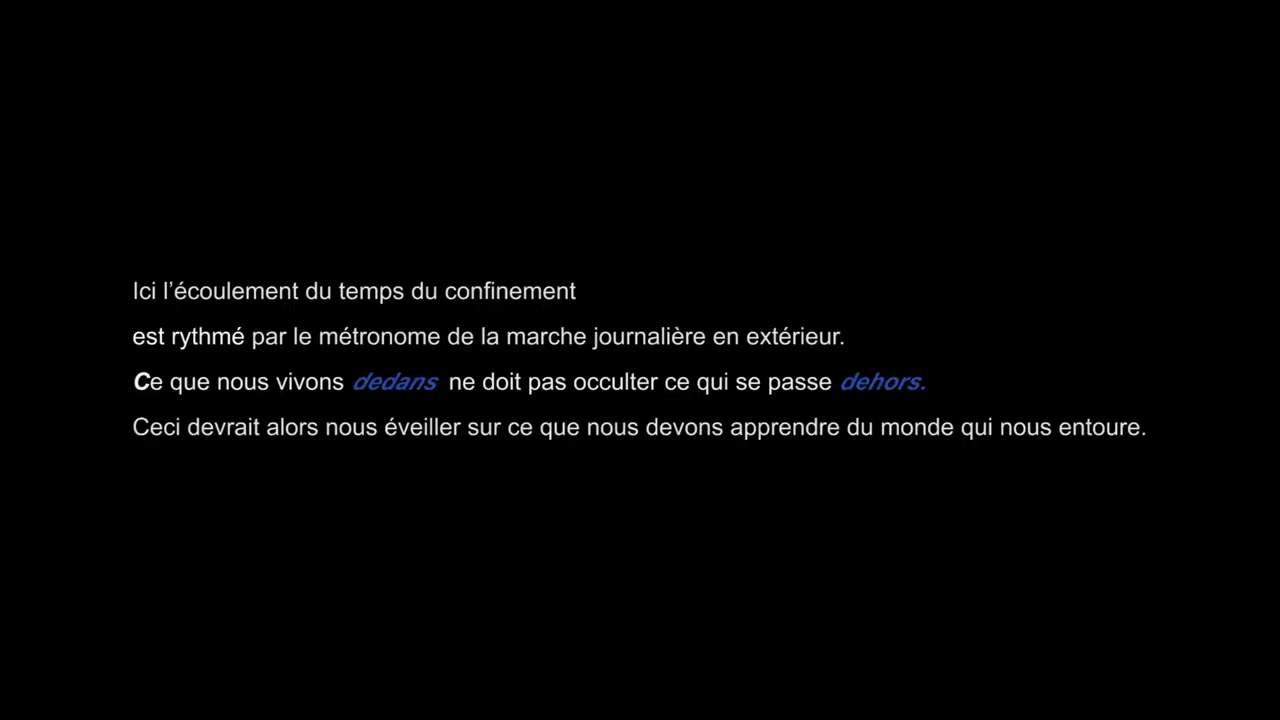 Ici l’écoulement du temps du confinement
est rythmé par le métronome de la marche journalière en extérieur.
Ce que nous vivons dedans ne doit pas occulter ce qui se passe dehors.
Ceci devrait alors nous éveiller sur ce que nous devons apprendre du monde qui nous entoure.